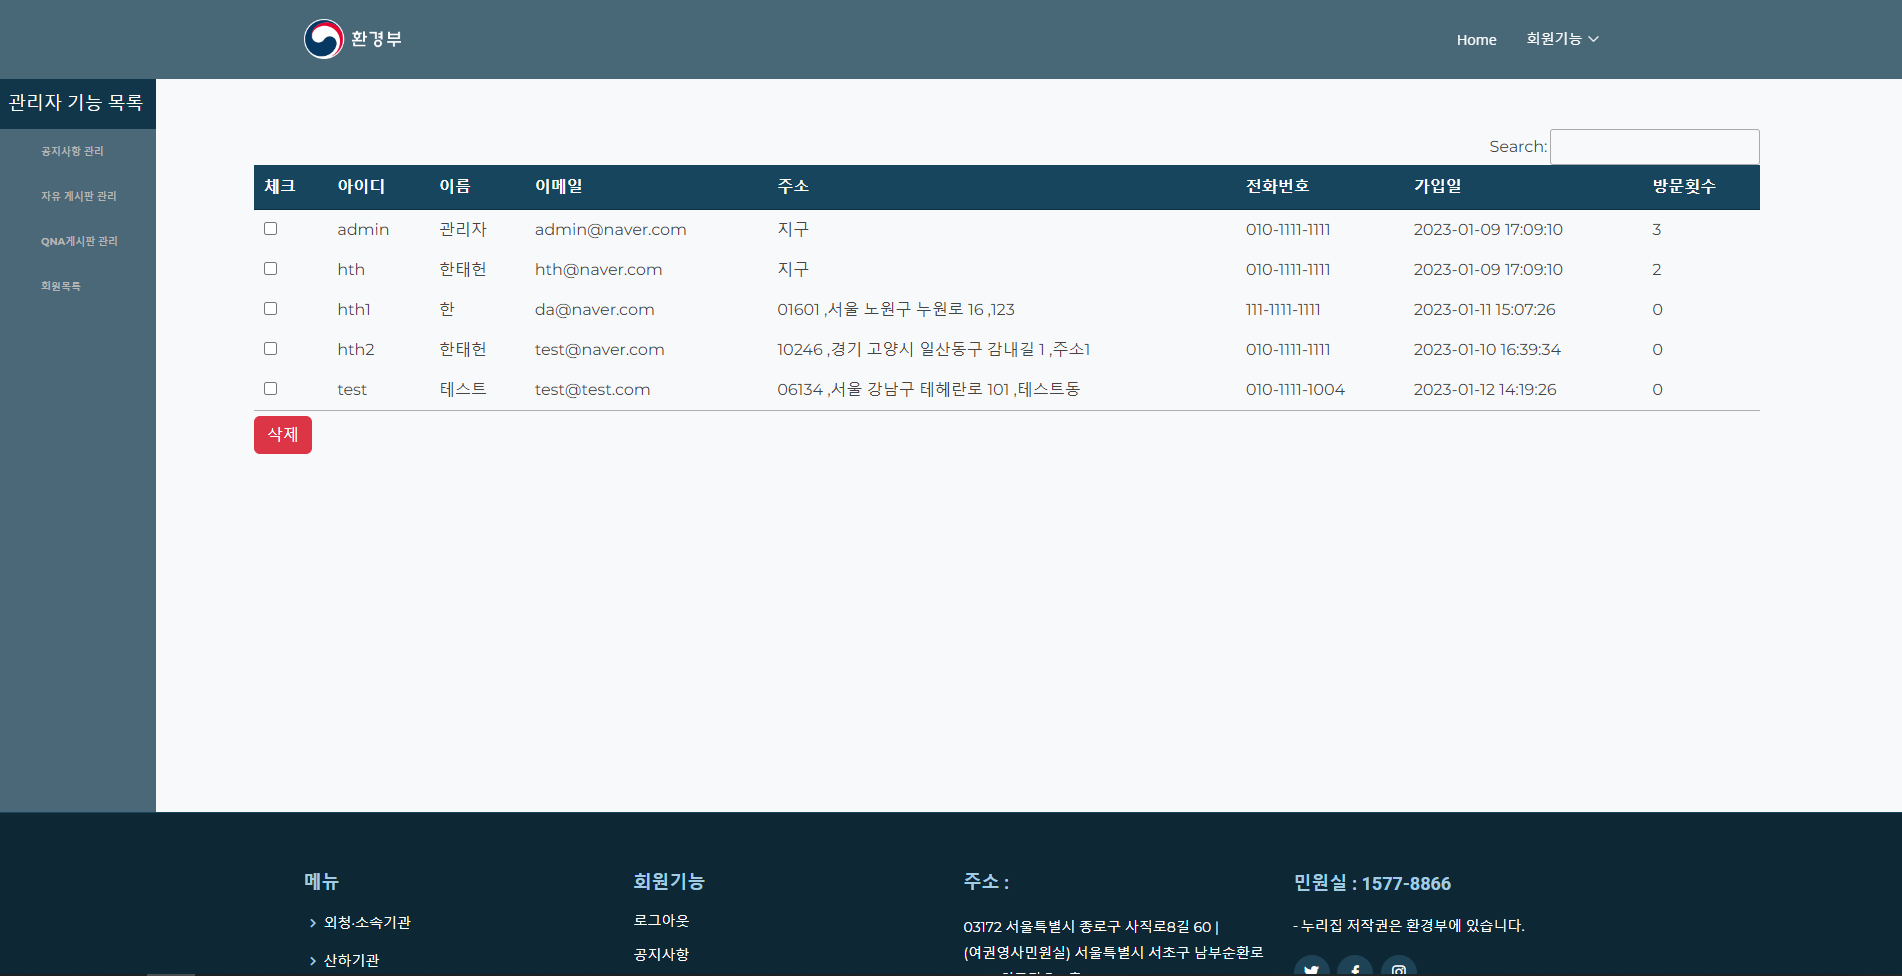 환경부
Home 회원기능
관리자 기능 목록
공지사항 관리
자유 게시판 관리
QNA게시판 관리
회원목록
Search:
체크 아이디 이름 이메일 주소 전화번호 가입일 방문횟수
admin 관리자 admin@naver.com 지구 010-1111-1111 2023-01-09 17:09:10 3
hth 한태헌 hth@naver.com 지구 010-1111-1111 2023-01-09 17:09:10 2
hth1 한 da@naver.com 01601 ,서울 노원구 누원로 16 ,123 111-1111-1111 2023-01-11 15:07:26 0
hth2 한태헌 test@naver.com 10246 ,경기 고양시 일산동구 감내길 1 ,주소1 010-1111-1111 2023-01-10 16:39:34 0
test 테스트 test@test.com 06134 ,서울 강남구 테헤란로 101 ,테스트동 010-1111-1004 2023-01-12 14:19:26 0
삭제
메뉴
외청·소속기관
산하기관
회원기능
로그아웃
공지사항
주소 :
03172 서울특별시 종로구 사직로8길 60 |
(여권영사민원실) 서울특별시 서초구 남부순환로
민원실 : 1577-8866
- 누리집 저작권은 환경부에 있습니다.